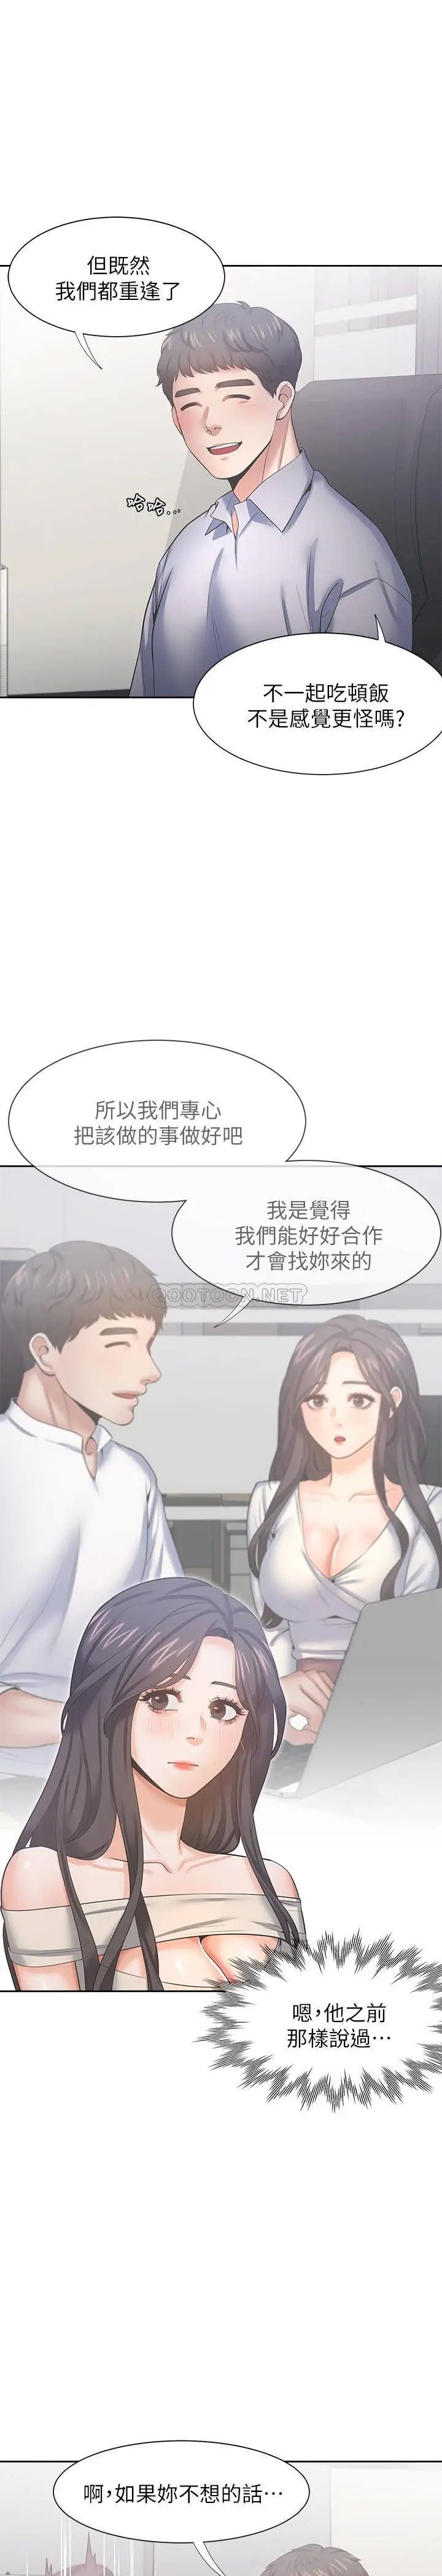 但既然
我們都重逢了
哈哈…
不一起吃頓飯
不是感覺更怪嗎?
所以我們專心
把該做的事做好吧
我是覺得
我們能好好合作
才會找妳來的
COOTOON.NET
嗯，他之前
那樣說過…
啊，如果妳不想的話…